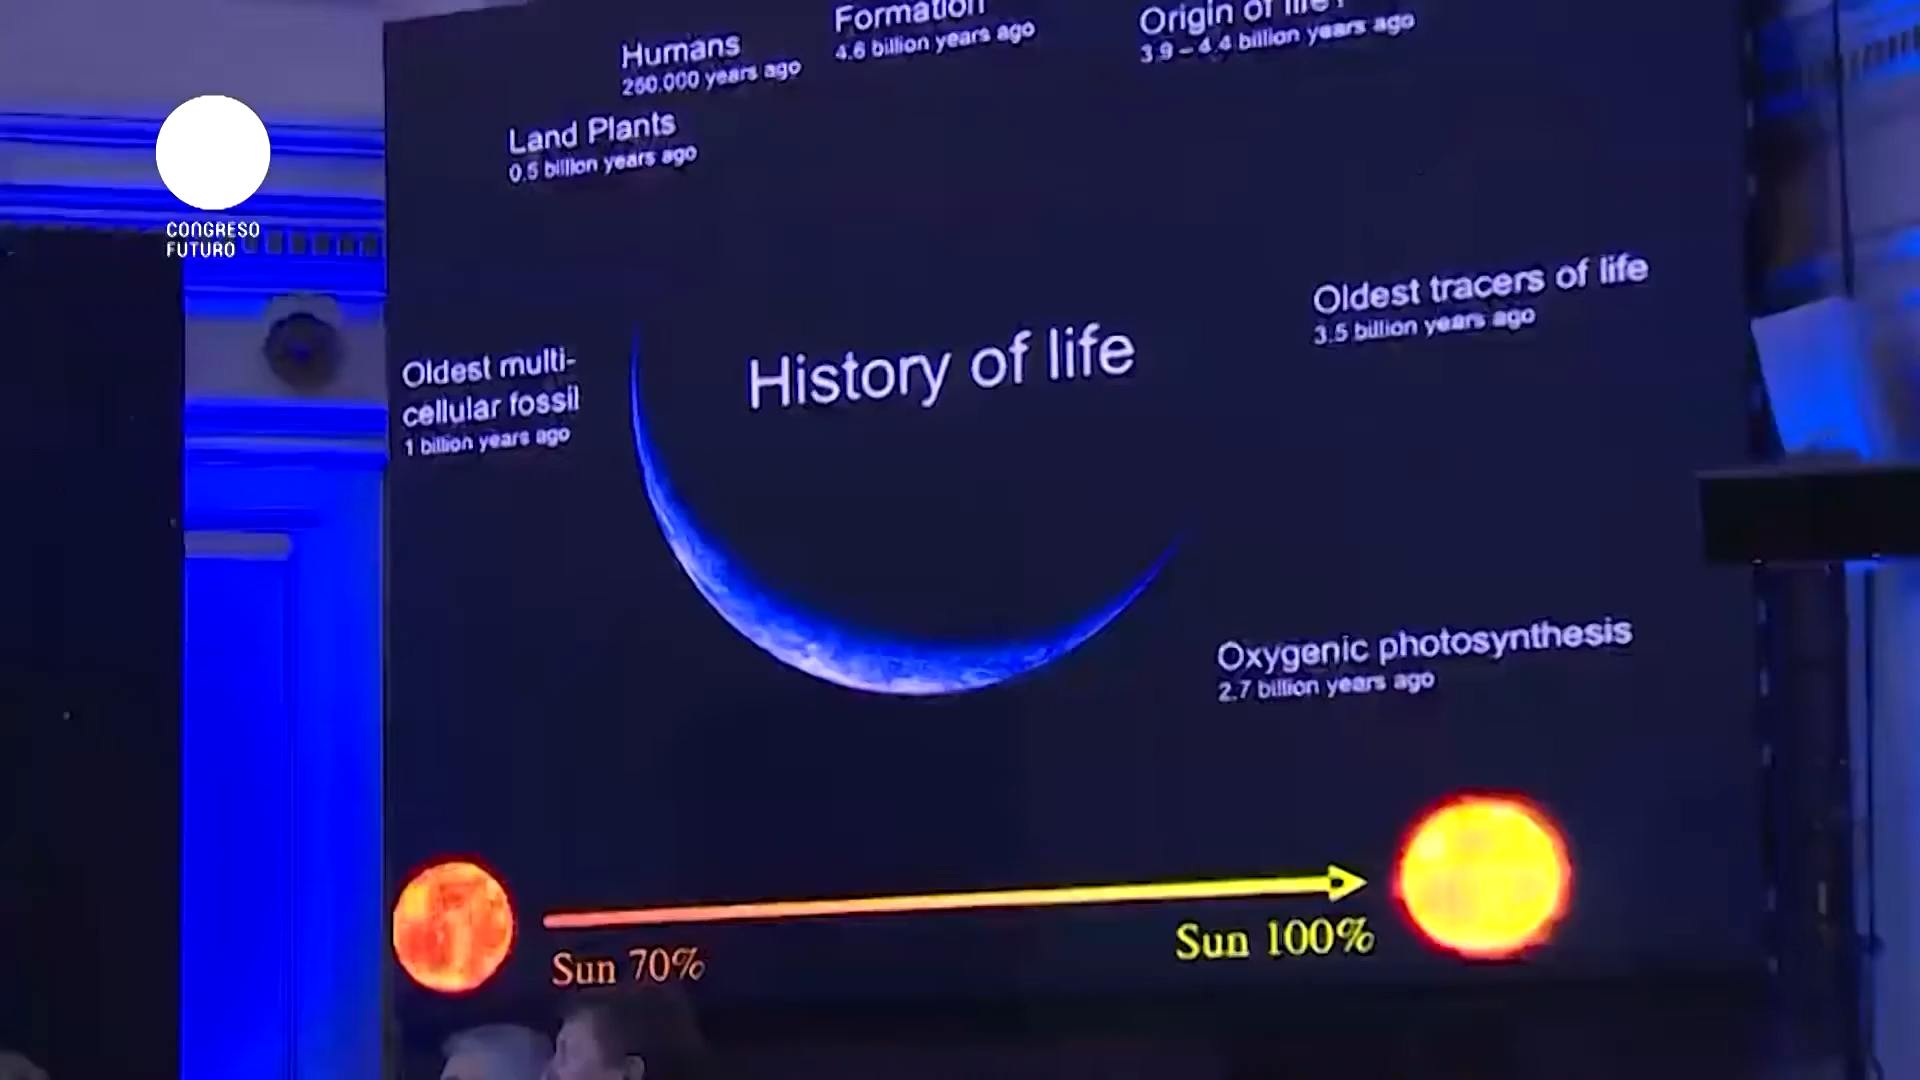 Formation
4.6 billion years ago
Origin of life?
3.9 – 4.4 billion years ago
Humans
260.000 years ago
Land Plants
0.5 billion years ago
Oldest tracers of life
3.5 billion years ago
History of life
Oldest multi-
cellular fossil
1 billion years ago
Oxygenic photosynthesis
2.7 billion years ago
Sun 70%
Sun 100%
CONGRESO
FUTURO